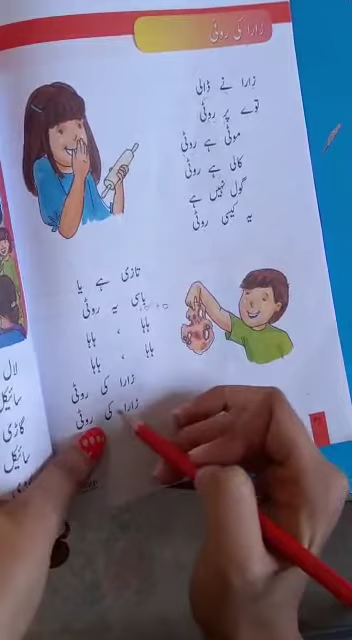 زارا کی روٹی
زارا نے ڈالی
توے پر روٹی
موٹی ہے روٹی
کالی ہے روٹی
گول نہیں ہے
یہ کیسی روٹی
تازی ہے یا
باسی یہ روٹی
ہاہا ، ہاہا
ہاہا ، ہاہا
زارا کی روٹی
زارا کی روٹی
لال
سائیکل
گاڑی
سائیکل